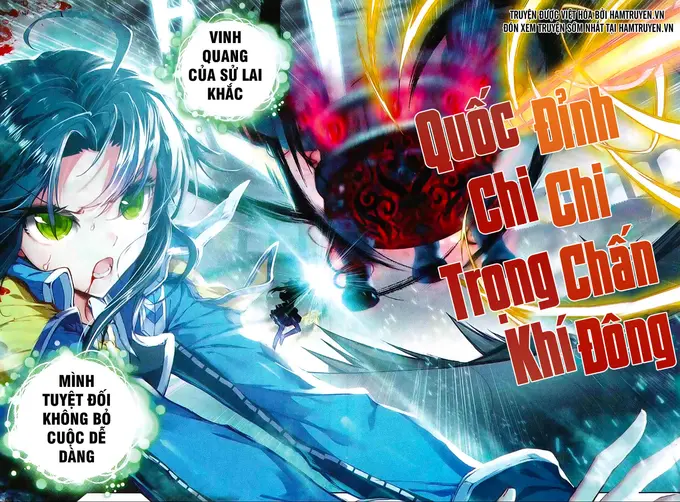 TRUYỆN ĐƯỢC VIỆT HÓA BỞI HAMTRUYEN.VN
ĐÓN XEM TRUYỆN SỚM NHẤT TẠI HAMTRUYEN.VN
VINH
QUANG
CỦA SỬ LAI
KHẮC
QUỐC ĐỈNH
CHI CHI
TRỌNG CHẤN
KHÍ ĐÔNG
MÌNH
TUYỆT ĐỐI
KHÔNG BỎ
CUỘC DỄ
DÀNG